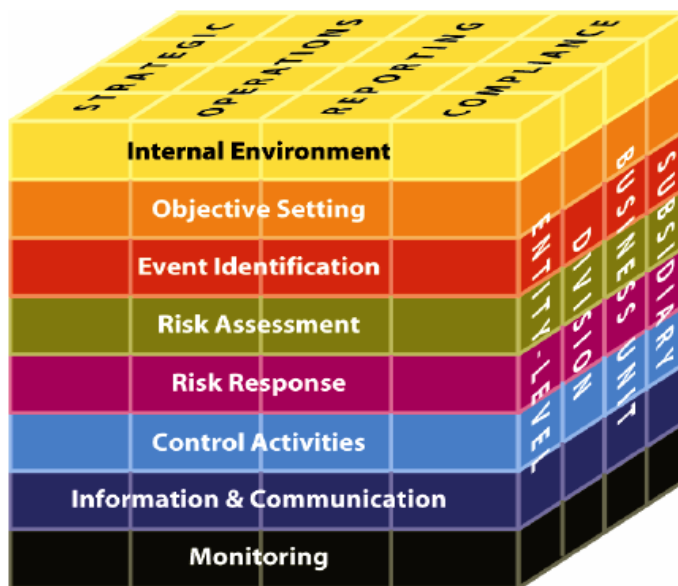 STRATEGIC
OPERATIONS
REPORTING
COMPLIANCE
Internal Environment
Objective Setting
Event Identification
Risk Assessment
Risk Response
Control Activities
Information & Communication
Monitoring
ENTITY-LEVEL
DIVISION
BUSINESS UNIT
SUBSIDIARY